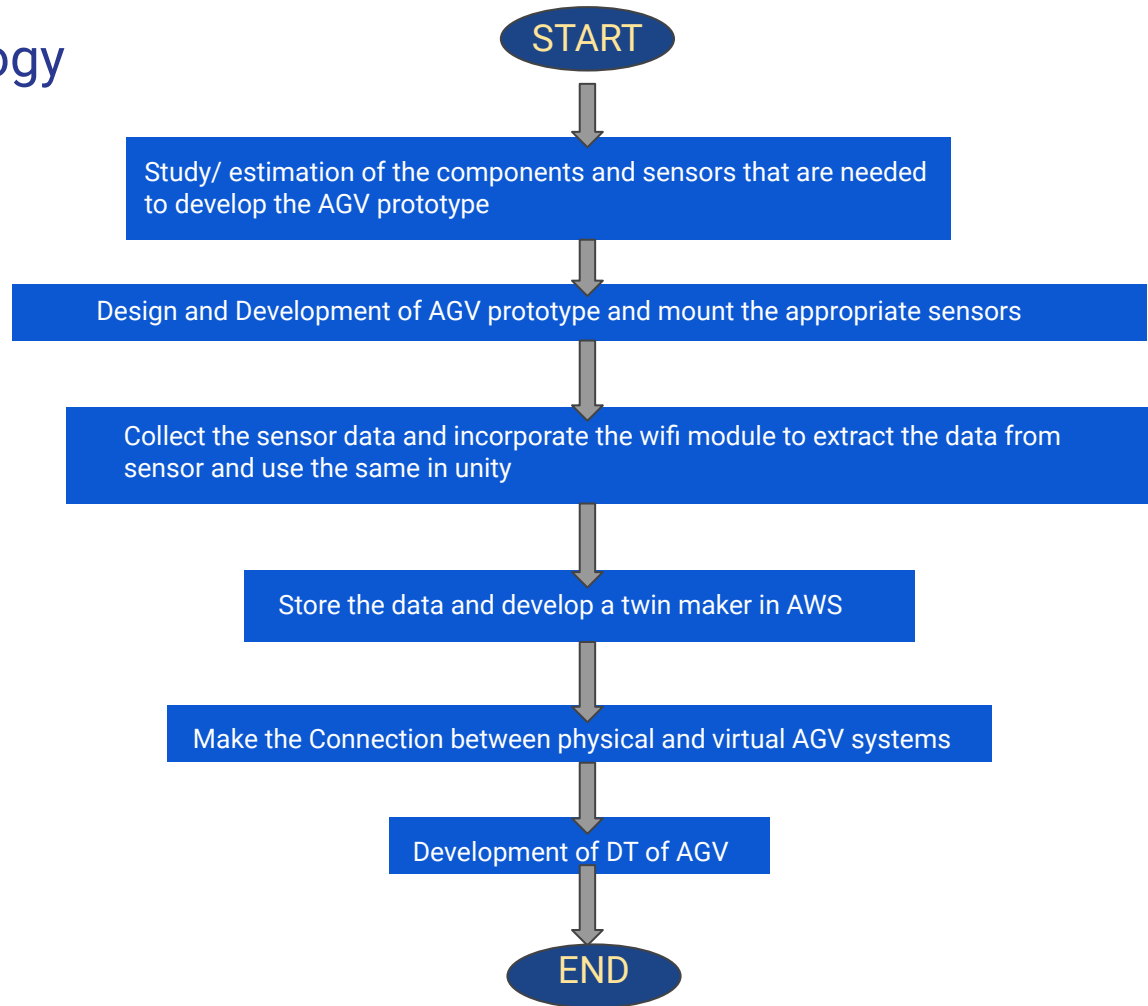 ogy
START
Study/ estimation of the components and sensors that are needed
to develop the AGV prototype
Design and Development of AGV prototype and mount the appropriate sensors
Collect the sensor data and incorporate the wifi module to extract the data from
sensor and use the same in unity
Store the data and develop a twin maker in AWS
Make the Connection between physical and virtual AGV systems
Development of DT of AGV
END